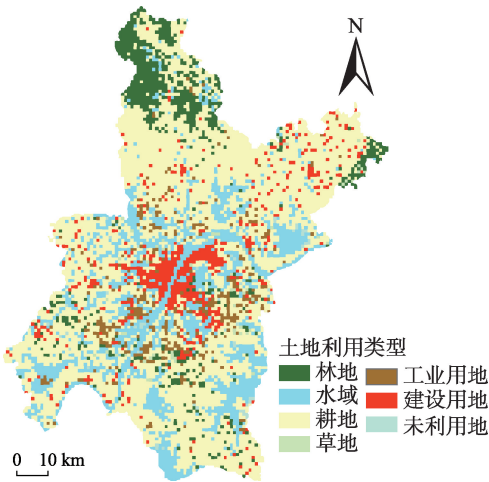 N
土地利用类型
林地
水域
耕地
草地
工业用地
建设用地
未利用地
0 10 km